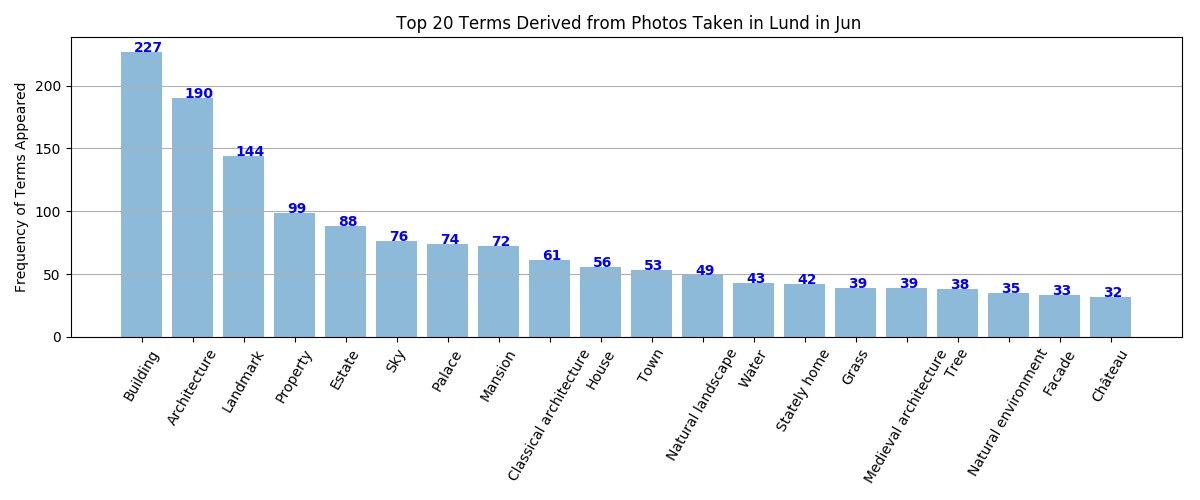 Top 20 Terms Derived from Photos Taken in Lund in Jun
Frequency of Terms Appeared
200
150
100
50
0
227
190
144
99
88
76
74
72
61
56
53
49
43
42
39
39
38
35
33
32
Building
Architecture
Landmark
Property
Estate
Sky
Palace
Mansion
Classical architecture
House
Town
Natural landscape
Water
Stately home
Grass
Medieval architecture
Tree
Natural environment
Facade
Château